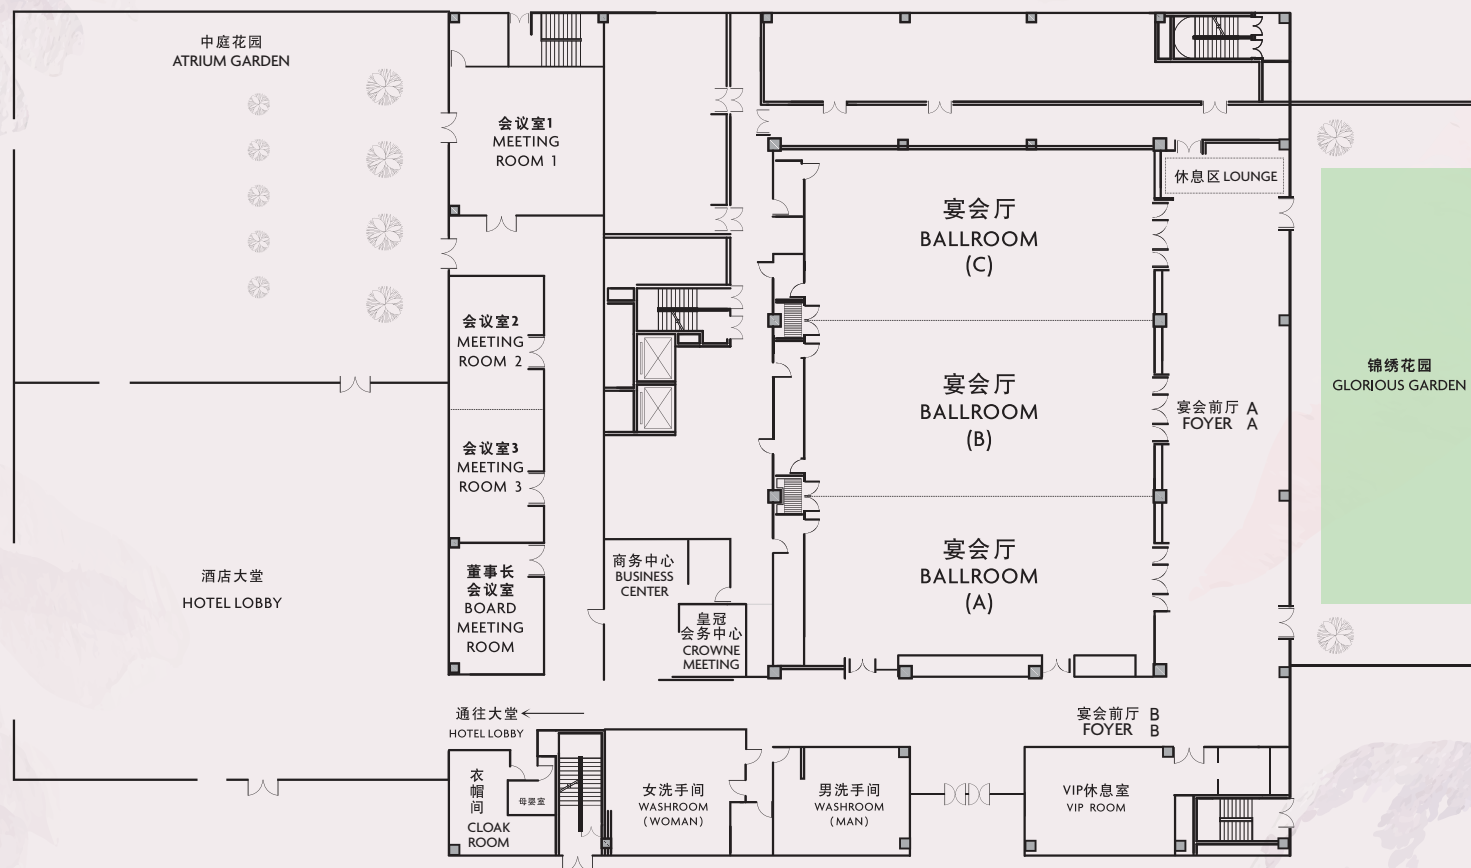 中庭花园
ATRIUM GARDEN
会议室1
MEETING
ROOM 1
休息区 LOUNGE
宴会厅
BALLROOM
(C)
会议室2
MEETING
ROOM 2
宴会厅
BALLROOM
(B)
锦绣花园
GLORIOUS GARDEN
宴会前厅 A
FOYER A
会议室3
MEETING
ROOM 3
宴会厅
BALLROOM
(A)
酒店大堂
HOTEL LOBBY
董事长
会议室
BOARD
MEETING
ROOM
商务中心
BUSINESS
CENTER
皇冠
会务中心
CROWNE
MEETING
通往大堂
HOTEL LOBBY
宴会前厅 B
FOYER B
衣
帽
间
CLOAK
ROOM
母婴室
女洗手间
WASHROOM
(WOMAN)
男洗手间
WASHROOM
(MAN)
VIP休息室
VIP ROOM